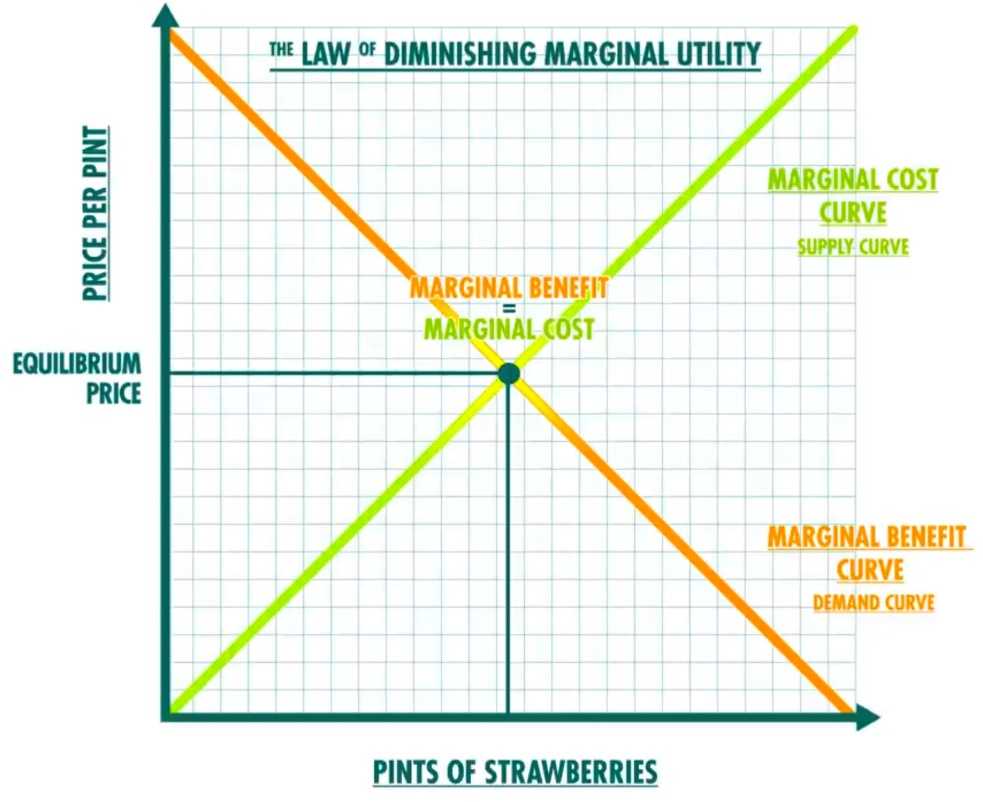 THE LAW OF DIMINISHING MARGINAL UTILITY
PRICE PER PINT
MARGINAL COST
CURVE
SUPPLY CURVE
MARGINAL BENEFIT
=
MARGINAL COST
EQUILIBRIUM
PRICE
MARGINAL BENEFIT
CURVE
DEMAND CURVE
PINTS OF STRAWBERRIES